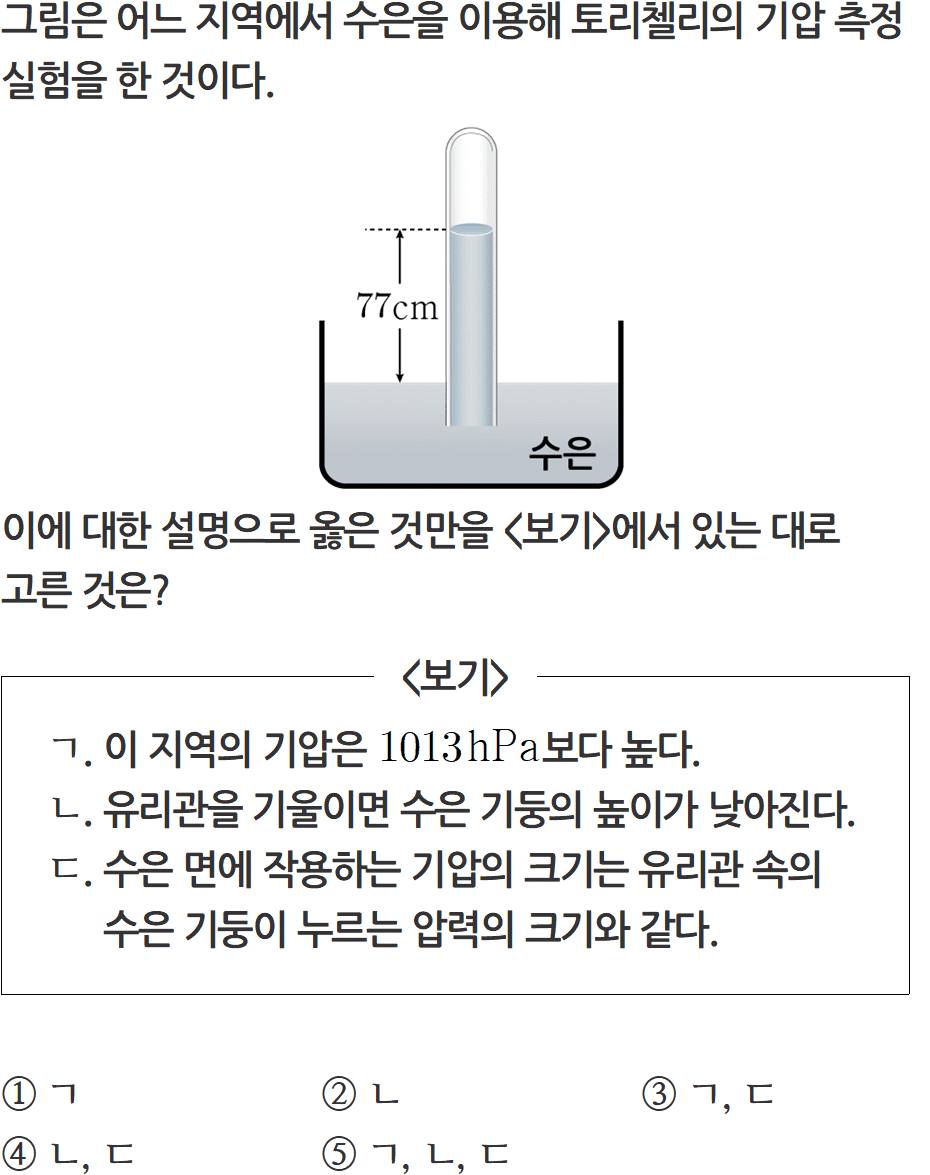 그림은 어느 지역에서 수은을 이용해 토리첼리의 기압 측정
실험을 한 것이다.
77cm
수은
이에 대한 설명으로 옳은 것만을 <보기>에서 있는 대로
고른 것은?
<보기>
ㄱ. 이 지역의 기압은 1013hPa보다 높다.
ㄴ. 유리관을 기울이면 수은 기둥의 높이가 낮아진다.
ㄷ. 수은 면에 작용하는 기압의 크기는 유리관 속의
수은 기둥이 누르는 압력의 크기와 같다.
① ㄱ ② ㄴ ③ ㄱ, ㄷ
④ ㄴ, ㄷ ⑤ ㄱ, ㄴ, ㄷ